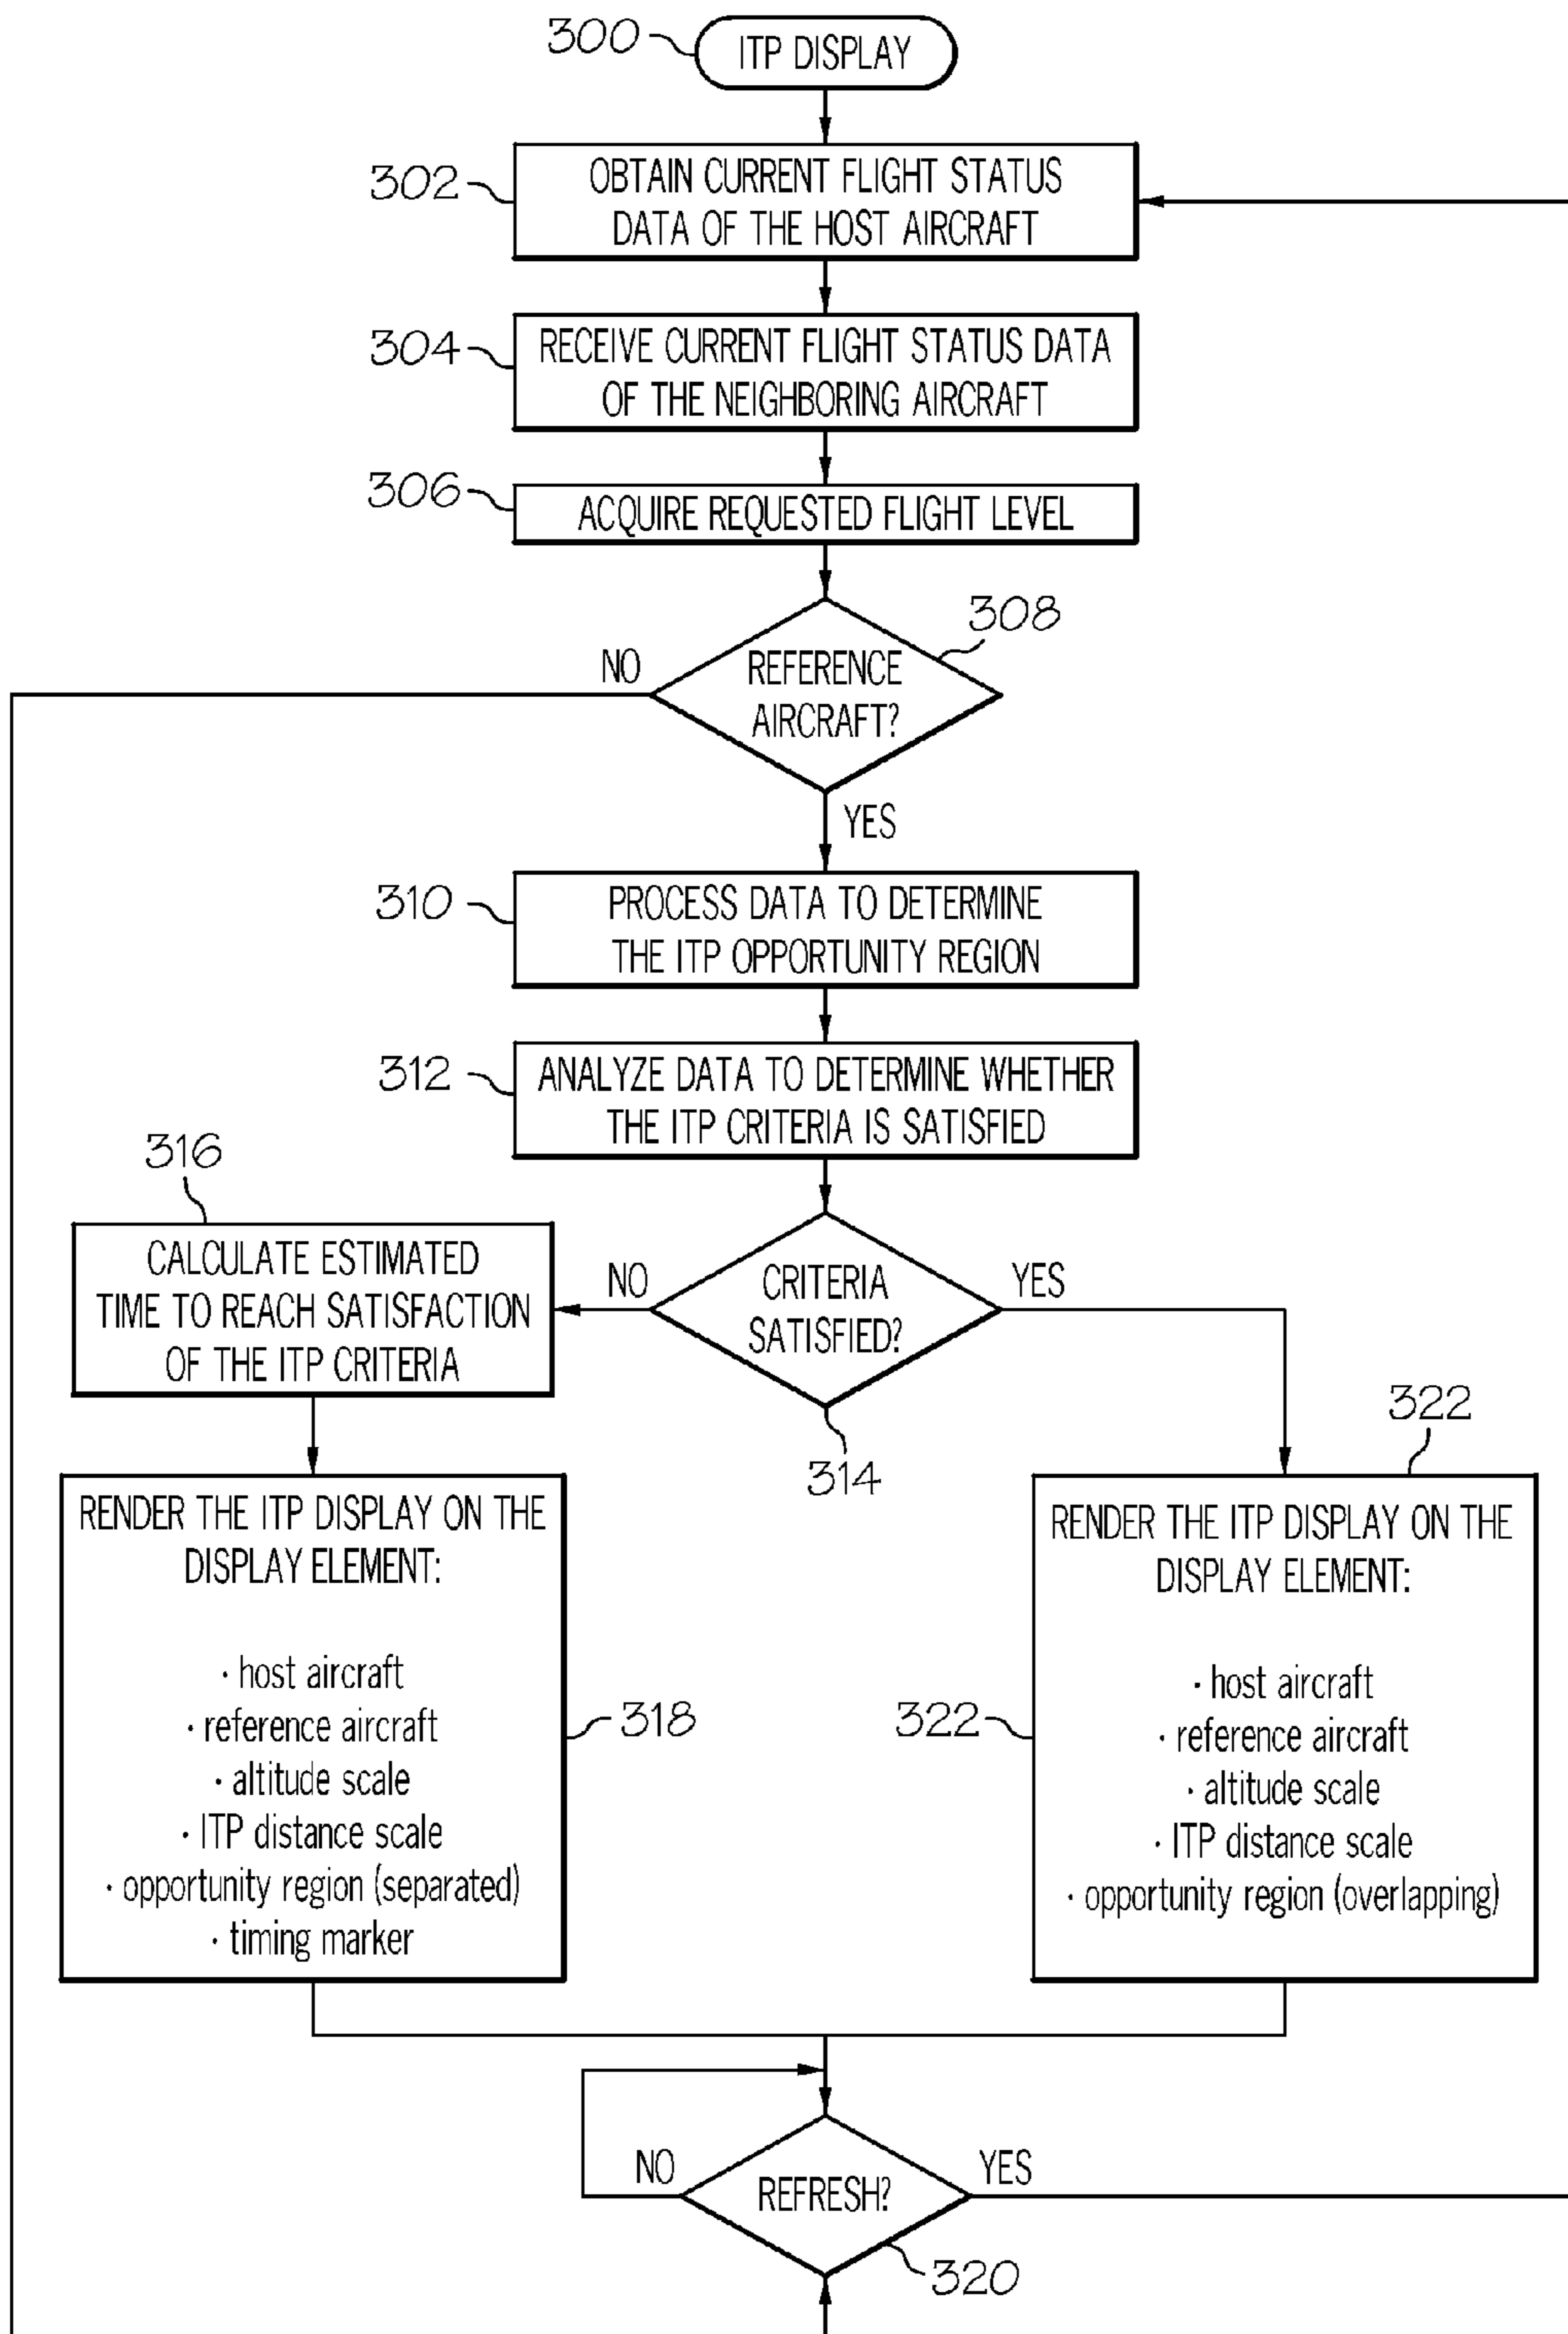 300
ITP DISPLAY
302
OBTAIN CURRENT FLIGHT STATUS
DATA OF THE HOST AIRCRAFT
304
RECEIVE CURRENT FLIGHT STATUS DATA
OF THE NEIGHBORING AIRCRAFT
306
ACQUIRE REQUESTED FLIGHT LEVEL
308
NO
REFERENCE
AIRCRAFT?
YES
310
PROCESS DATA TO DETERMINE
THE ITP OPPORTUNITY REGION
312
ANALYZE DATA TO DETERMINE WHETHER
THE ITP CRITERIA IS SATISFIED
316
CALCULATE ESTIMATED
TIME TO REACH SATISFACTION
OF THE ITP CRITERIA
NO
CRITERIA
SATISFIED?
YES
314
322
RENDER THE ITP DISPLAY ON THE
DISPLAY ELEMENT:
· host aircraft
· reference aircraft
· altitude scale
· ITP distance scale
· opportunity region (separated)
· timing marker
318
322
RENDER THE ITP DISPLAY ON THE
DISPLAY ELEMENT:
· host aircraft
· reference aircraft
· altitude scale
· ITP distance scale
· opportunity region (overlapping)
NO
REFRESH?
YES
320